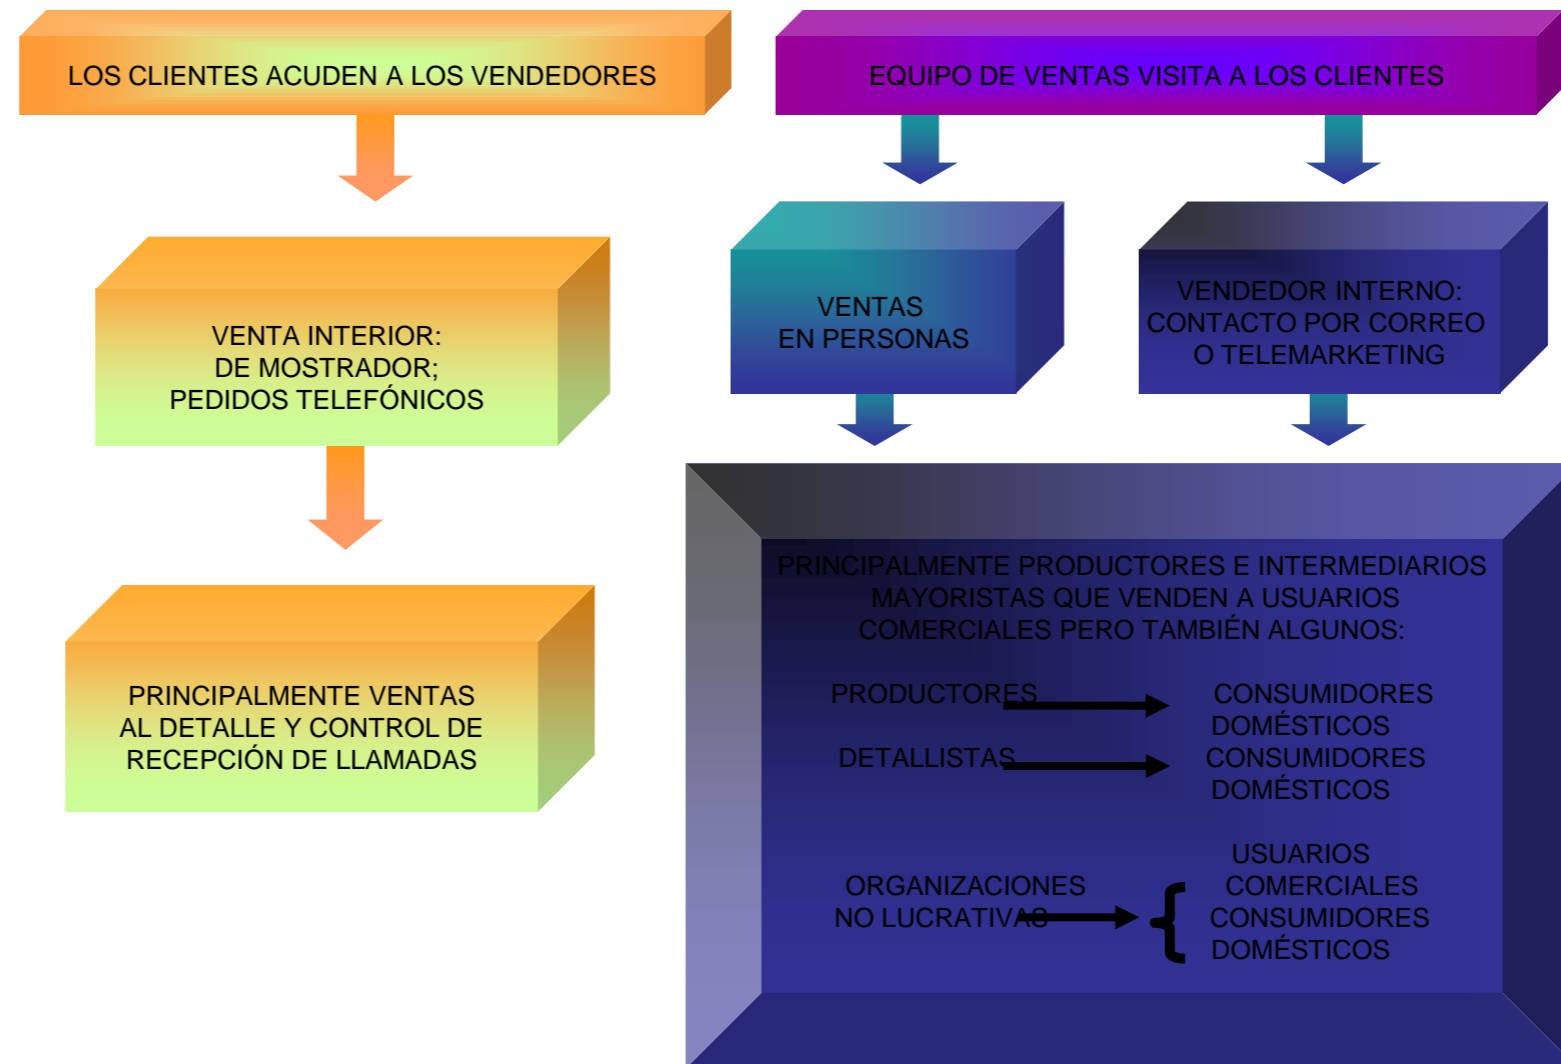 LOS CLIENTES ACUDEN A LOS VENDEDORES
VENTA INTERIOR:
DE MOSTRADOR;
PEDIDOS TELEFÓNICOS
PRINCIPALMENTE VENTAS
AL DETALLE Y CONTROL DE
RECEPCIÓN DE LLAMADAS
EQUIPO DE VENTAS VISITA A LOS CLIENTES
VENTAS
EN PERSONAS
VENDEDOR INTERNO:
CONTACTO POR CORREO
O TELEMARKETING
PRINCIPALMENTE PRODUCTORES E INTERMEDIARIOS
MAYORISTAS QUE VENDEN A USUARIOS
COMERCIALES PERO TAMBIÉN ALGUNOS:
PRODUCTORES CONSUMIDORES
DOMÉSTICOS
DETALLISTAS CONSUMIDORES
DOMÉSTICOS
USUARIOS
ORGANIZACIONES COMERCIALES
NO LUCRATIVAS CONSUMIDORES
DOMÉSTICOS